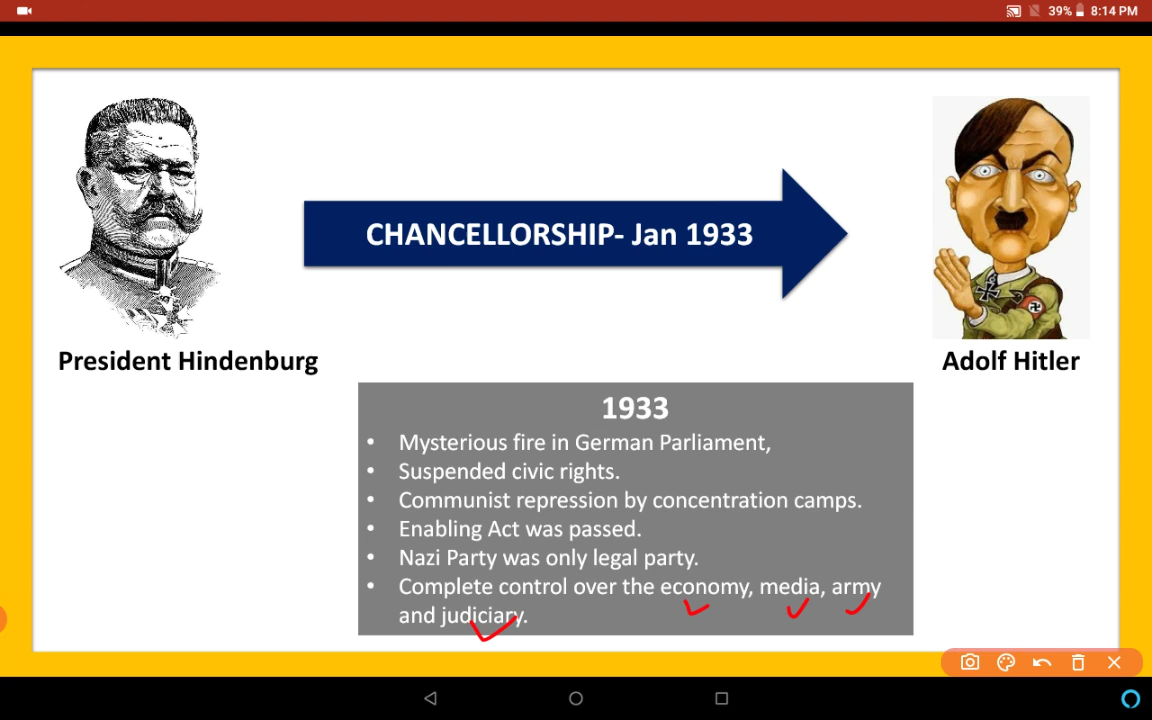 39% 8:14 PM
CHANCELLORSHIP- Jan 1933
President Hindenburg
Adolf Hitler
1933
• Mysterious fire in German Parliament,
• Suspended civic rights.
• Communist repression by concentration camps.
• Enabling Act was passed.
• Nazi Party was only legal party.
• Complete control over the economy, media, army
and judiciary.